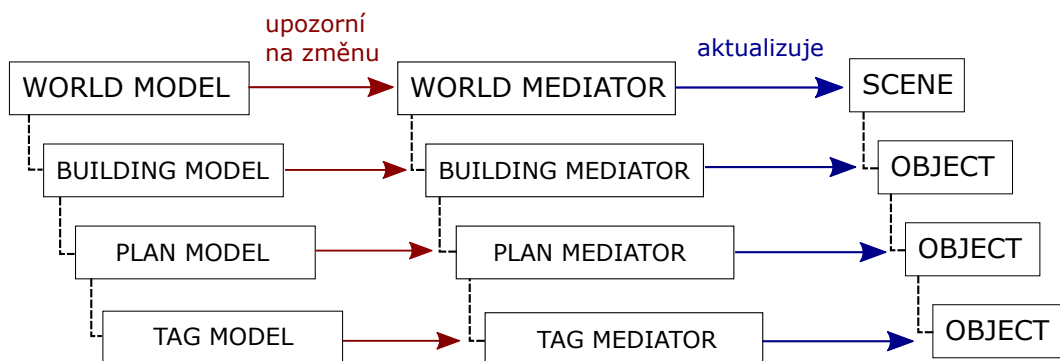 upozorní
na změnu
aktualizuje
WORLD MODEL
WORLD MEDIATOR
SCENE
BUILDING MODEL
BUILDING MEDIATOR
OBJECT
PLAN MODEL
PLAN MEDIATOR
OBJECT
TAG MODEL
TAG MEDIATOR
OBJECT